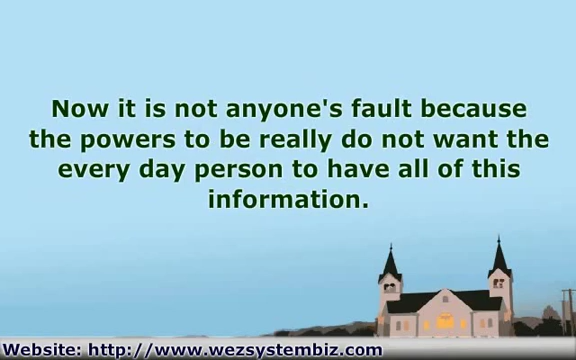 Now it is not anyone's fault because
the powers to be really do not want the
every day person to have all of this
information.
Website: http://www.wezsystembiz.com